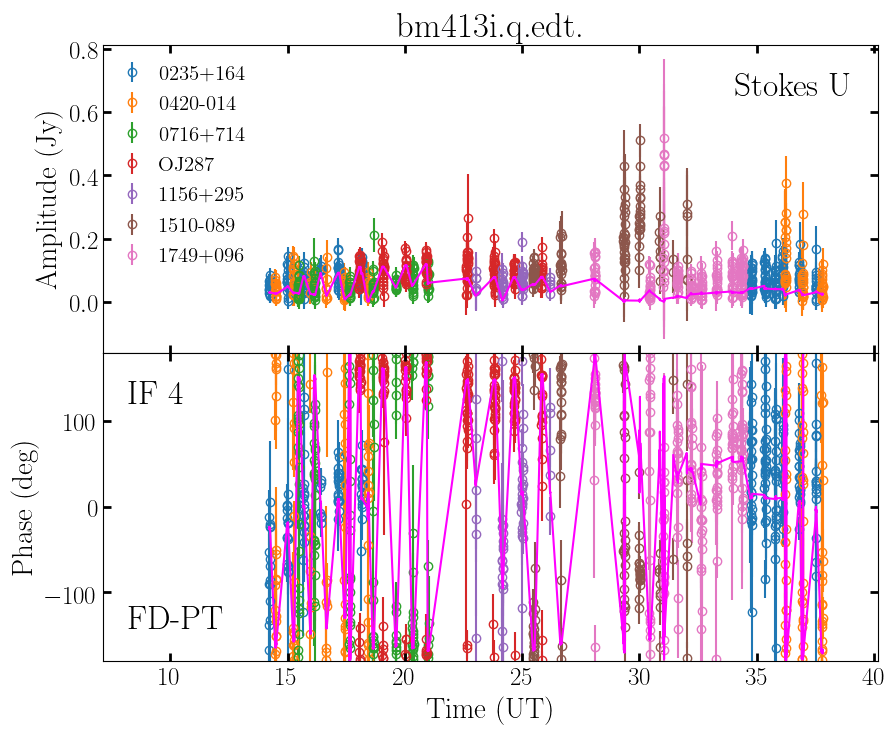 bm413i.q.edt.
Stokes U
0235+164
0420-014
0716+714
OJ287
1156+295
1510-089
1749+096
0.8
0.6
0.4
0.2
0.0
Amplitude (Jy)
IF 4
FD-PT
100
0
−100
Phase (deg)
10 15 20 25 30 35 40
Time (UT)